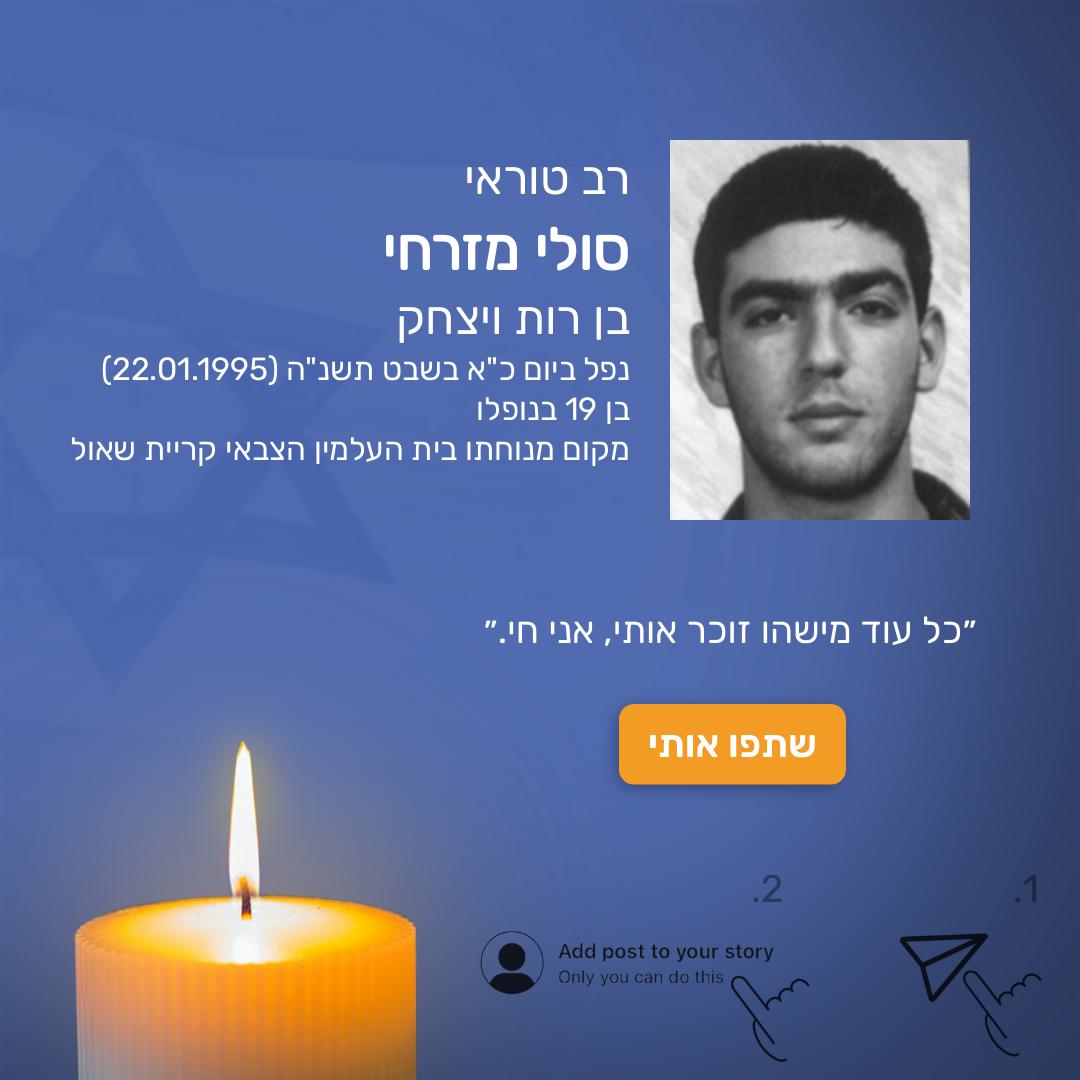 רב טוראי
סולי מזרחי
בן רות ויצחק
נפל ביום כ"א בשבט תשנ"ה (22.01.1995)
בן 19 בנופלו
מקום מנוחתו בית העלמין הצבאי קריית שאול
״כל עוד מישהו זוכר אותי, אני חי.״
שתפו אותי
.1
.2
Add post to your story
Only you can do this